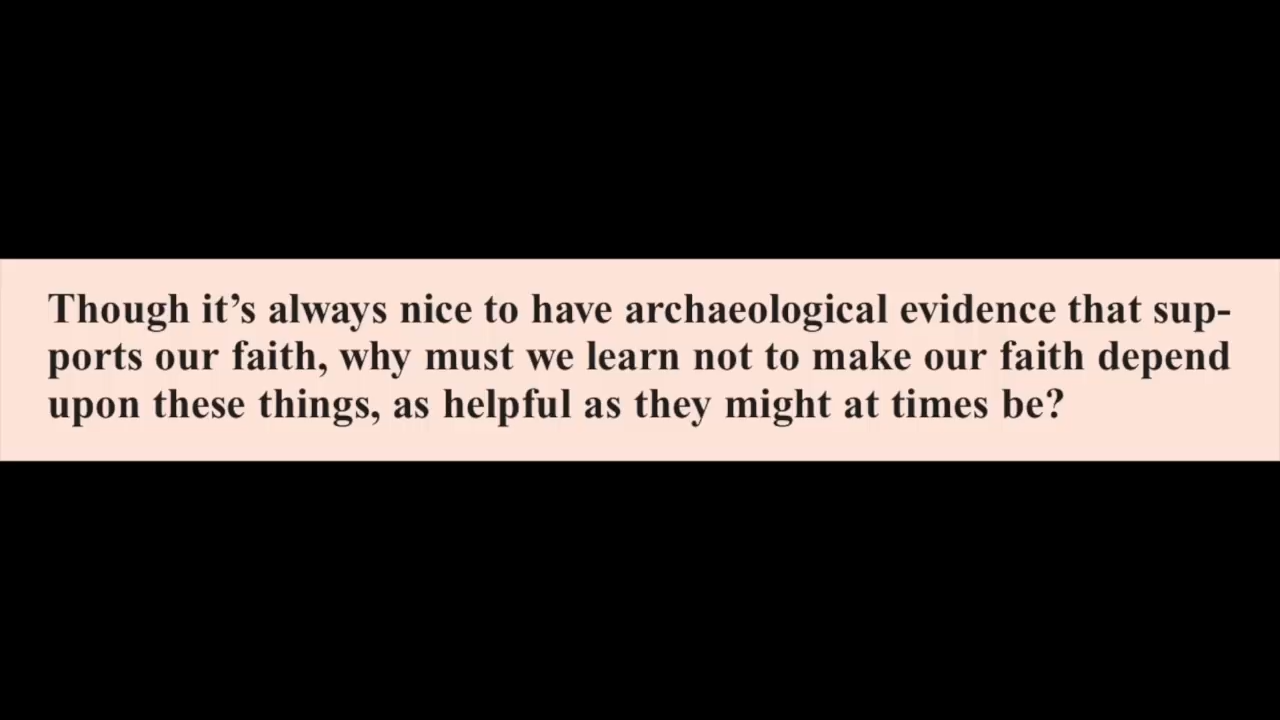 Though it’s always nice to have archaeological evidence that sup-
ports our faith, why must we learn not to make our faith depend
upon these things, as helpful as they might at times be?